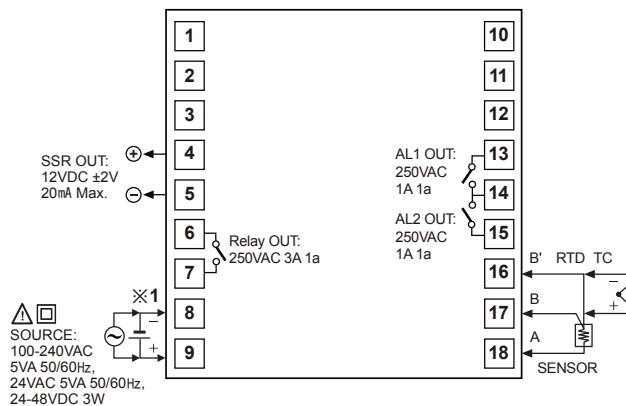 1
10
2
11
3
12
SSR OUT:
12VDC ±2V
20mA Max.
+
4
−
5
AL1 OUT:
250VAC
1A 1a
13
14
AL2 OUT:
250VAC
1A 1a
15
6
Relay OUT:
250VAC 3A 1a
7
B' RTD TC
16
−
+
B
17
A
18
SENSOR
※1
−
8
+
9
SOURCE:
100-240VAC
5VA 50/60Hz,
24VAC 5VA 50/60Hz,
24-48VDC 3W